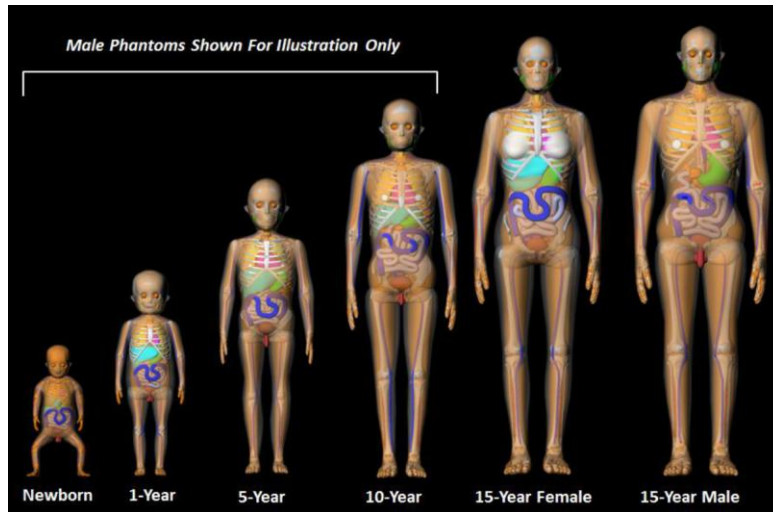 Male Phantoms Shown For Illustration Only
Newborn
1-Year
5-Year
10-Year
15-Year Female
15-Year Male